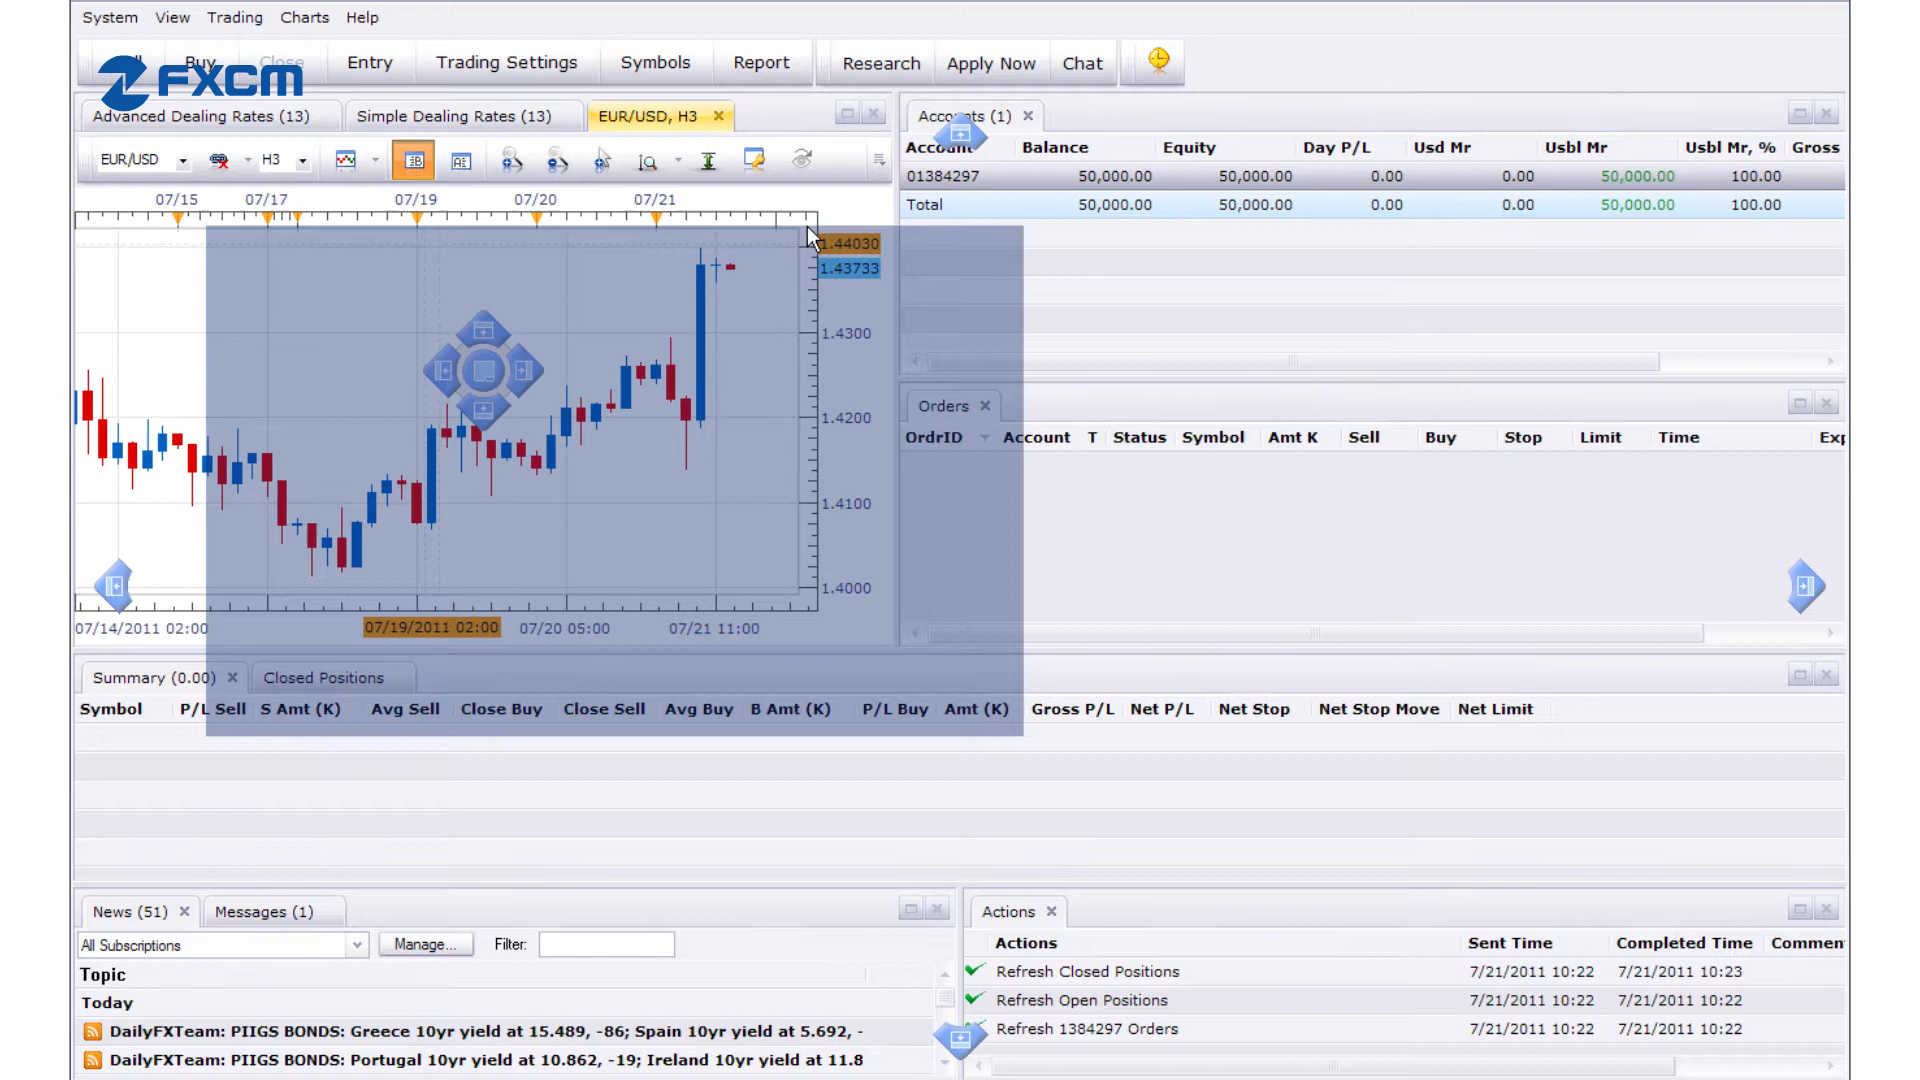 System View Trading Charts Help
FXCM
Buy Close Entry Trading Settings Symbols Report Research Apply Now Chat
Advanced Dealing Rates (13) Simple Dealing Rates (13) EUR/USD, H3
EUR/USD H3
07/15 07/17 07/19 07/20 07/21
1.44030
1.43733
1.4300
1.4200
1.4100
1.4000
07/14/2011 02:00 07/19/2011 02:00 07/20 05:00 07/21 11:00
Accounts (1)
Account Balance Equity Day P/L Usd Mr Usbl Mr Usbl Mr, % Gross
01384297 50,000.00 50,000.00 0.00 0.00 50,000.00 100.00
Total 50,000.00 50,000.00 0.00 0.00 50,000.00 100.00
Orders
OrdrID Account T Status Symbol Amt K Sell Buy Stop Limit Time Exp
Summary (0.00) Closed Positions
Symbol P/L Sell S Amt (K) Avg Sell Close Buy Close Sell Avg Buy B Amt (K) P/L Buy Amt (K) Gross P/L Net P/L Net Stop Net Stop Move Net Limit
News (51) Messages (1)
All Subscriptions Manage... Filter:
Topic
Today
DailyFXTeam: PIIGS BONDS: Greece 10yr yield at 15.489, -86; Spain 10yr yield at 5.692, -
DailyFXTeam: PIIGS BONDS: Portugal 10yr yield at 10.862, -19; Ireland 10yr yield at 11.8
Actions
Actions Sent Time Completed Time Commen
Refresh Closed Positions 7/21/2011 10:22 7/21/2011 10:23
Refresh Open Positions 7/21/2011 10:22 7/21/2011 10:22
Refresh 1384297 Orders 7/21/2011 10:22 7/21/2011 10:22